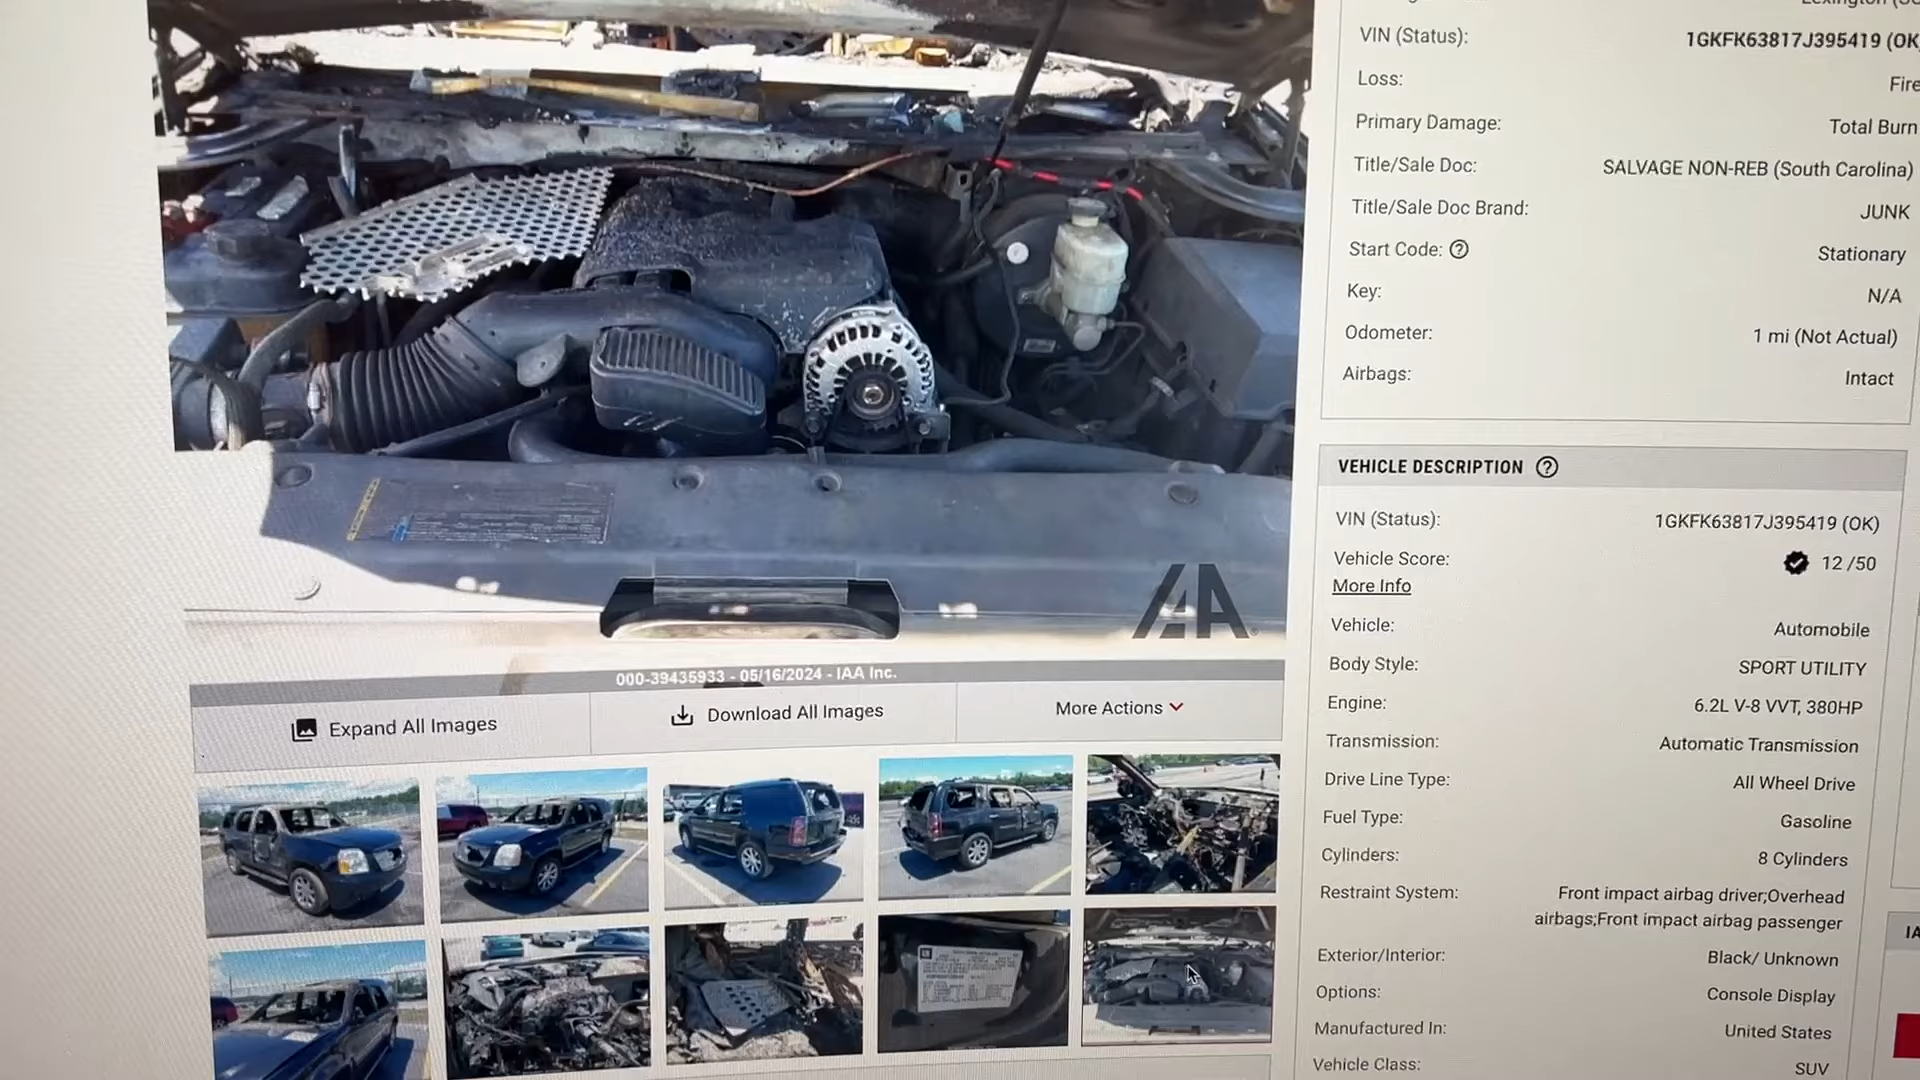 Lexington (SC
VIN (Status): 1GKFK63817J395419 (OK)
Loss: Fire
Primary Damage: Total Burn
Title/Sale Doc: SALVAGE NON-REB (South Carolina)
Title/Sale Doc Brand: JUNK
Start Code: ? Stationary
Key: N/A
Odometer: 1 mi (Not Actual)
Airbags: Intact
VEHICLE DESCRIPTION ?
VIN (Status): 1GKFK63817J395419 (OK)
Vehicle Score: 12 /50
More Info
Vehicle: Automobile
Body Style: SPORT UTILITY
Engine: 6.2L V-8 VVT, 380HP
Transmission: Automatic Transmission
Drive Line Type: All Wheel Drive
Fuel Type: Gasoline
Cylinders: 8 Cylinders
Restraint System: Front impact airbag driver;Overhead
airbags;Front impact airbag passenger
Exterior/Interior: Black/ Unknown
Options: Console Display
Manufactured In: United States
Vehicle Class: SUV
IAA
000-39435933 - 05/16/2024 - IAA Inc.
Expand All Images
Download All Images
More Actions
IA